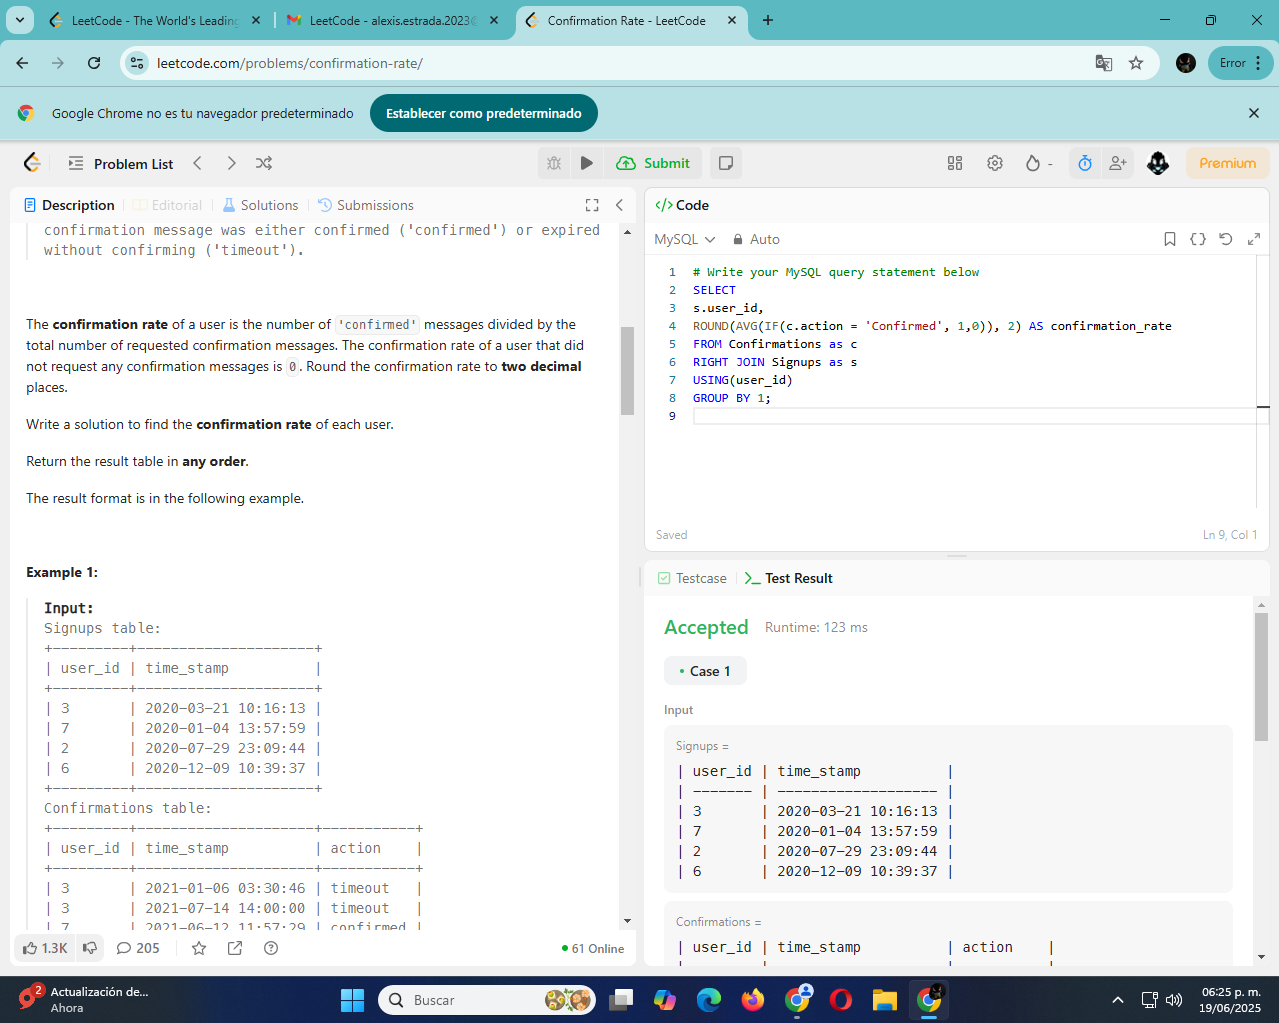 LeetCode - The World's Leading
LeetCode - alexis.estrada.2023@
Confirmation Rate - LeetCode
leetcode.com/problems/confirmation-rate/
Error
Google Chrome no es tu navegador predeterminado
Establecer como predeterminado
Problem List
Submit
-
Premium
Description
Editorial
Solutions
Submissions
confirmation message was either confirmed ('confirmed') or expired
without confirming ('timeout').
The confirmation rate of a user is the number of 'confirmed' messages divided by the
total number of requested confirmation messages. The confirmation rate of a user that did
not request any confirmation messages is 0. Round the confirmation rate to two decimal
places.
Write a solution to find the confirmation rate of each user.
Return the result table in any order.
The result format is in the following example.
Example 1:
Input:
Signups table:
+---------+---------------------+
| user_id | time_stamp          |
+---------+---------------------+
| 3       | 2020-03-21 10:16:13 |
| 7       | 2020-01-04 13:57:59 |
| 2       | 2020-07-29 23:09:44 |
| 6       | 2020-12-09 10:39:37 |
+---------+---------------------+
Confirmations table:
+---------+---------------------+-----------+
| user_id | time_stamp          | action    |
+---------+---------------------+-----------+
| 3       | 2021-01-06 03:30:46 | timeout   |
| 3       | 2021-07-14 14:00:00 | timeout   |
| 7       | 2021-06-12 11:57:29 | confirmed |
1.3K
205
61 Online
Code
MySQL
Auto
1 # Write your MySQL query statement below
2 SELECT
3 s.user_id,
4 ROUND(AVG(IF(c.action = 'Confirmed', 1,0)), 2) AS confirmation_rate
5 FROM Confirmations as c
6 RIGHT JOIN Signups as s
7 USING(user_id)
8 GROUP BY 1;
9
Saved
Ln 9, Col 1
Testcase
Test Result
Accepted
Runtime: 123 ms
Case 1
Input
Signups =
| user_id | time_stamp          |
| ------- | ------------------- |
| 3       | 2020-03-21 10:16:13 |
| 7       | 2020-01-04 13:57:59 |
| 2       | 2020-07-29 23:09:44 |
| 6       | 2020-12-09 10:39:37 |
Confirmations =
| user_id | time_stamp          | action    |
2
Actualización de...
Ahora
Buscar
06:25 p. m.
19/06/2025